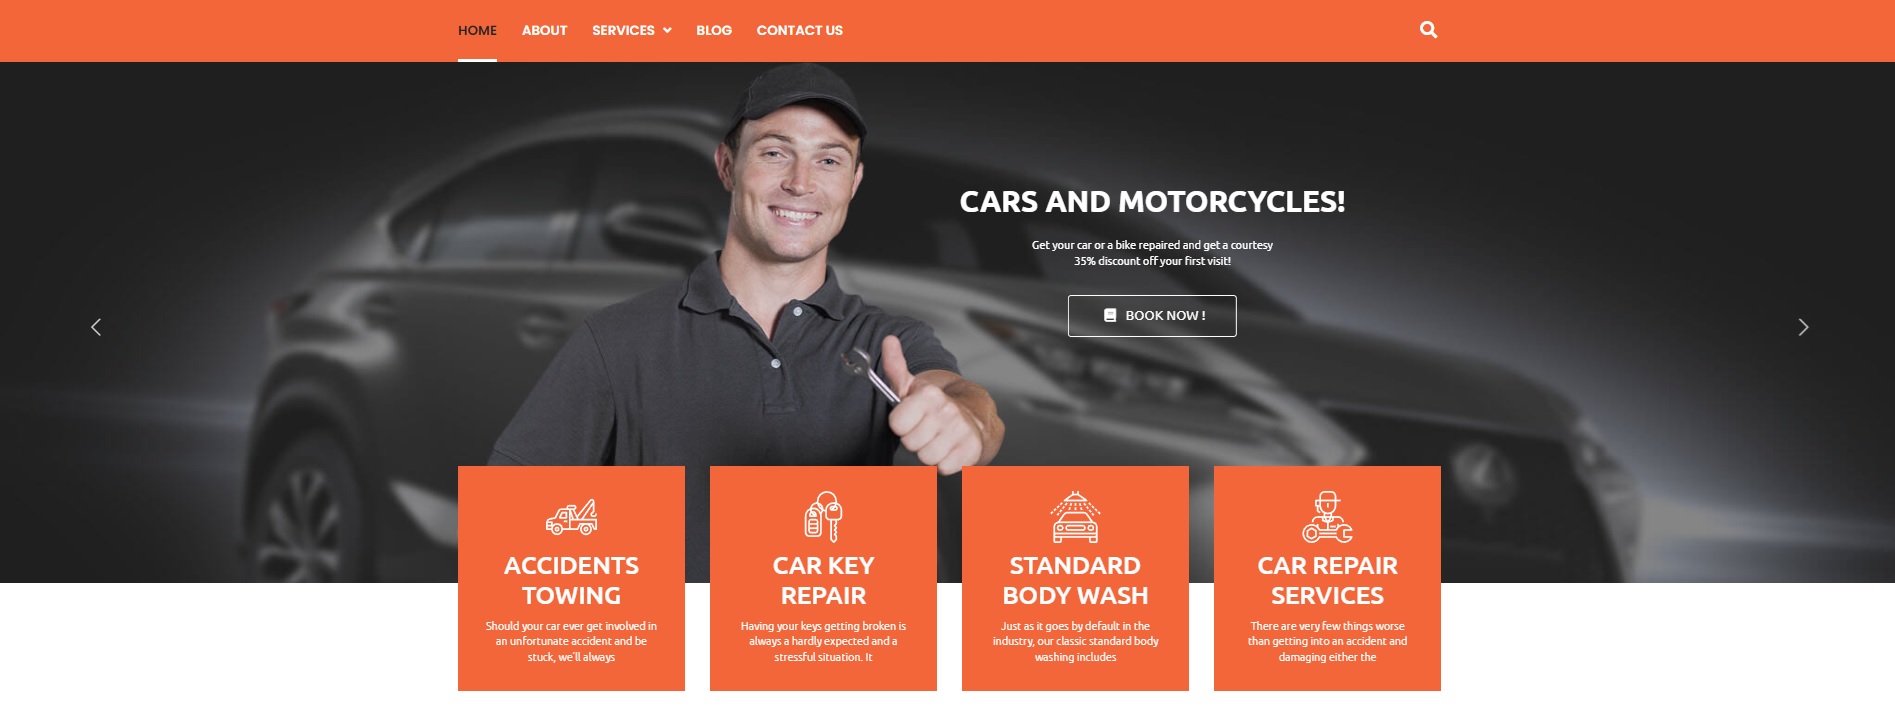 HOME ABOUT SERVICES BLOG CONTACT US
CARS AND MOTORCYCLES!
Get your car or a bike repaired and get a courtesy
35% discount off your first visit!
BOOK NOW !
ACCIDENTS
TOWING
Should your car ever get involved in
an unfortunate accident and be
stuck, we'll always
CAR KEY
REPAIR
Having your keys getting broken is
always a hardly expected and a
stressful situation. It
STANDARD
BODY WASH
Just as it goes by default in the
industry, our classic standard body
washing includes
CAR REPAIR
SERVICES
There are very few things worse
than getting into an accident and
damaging either the